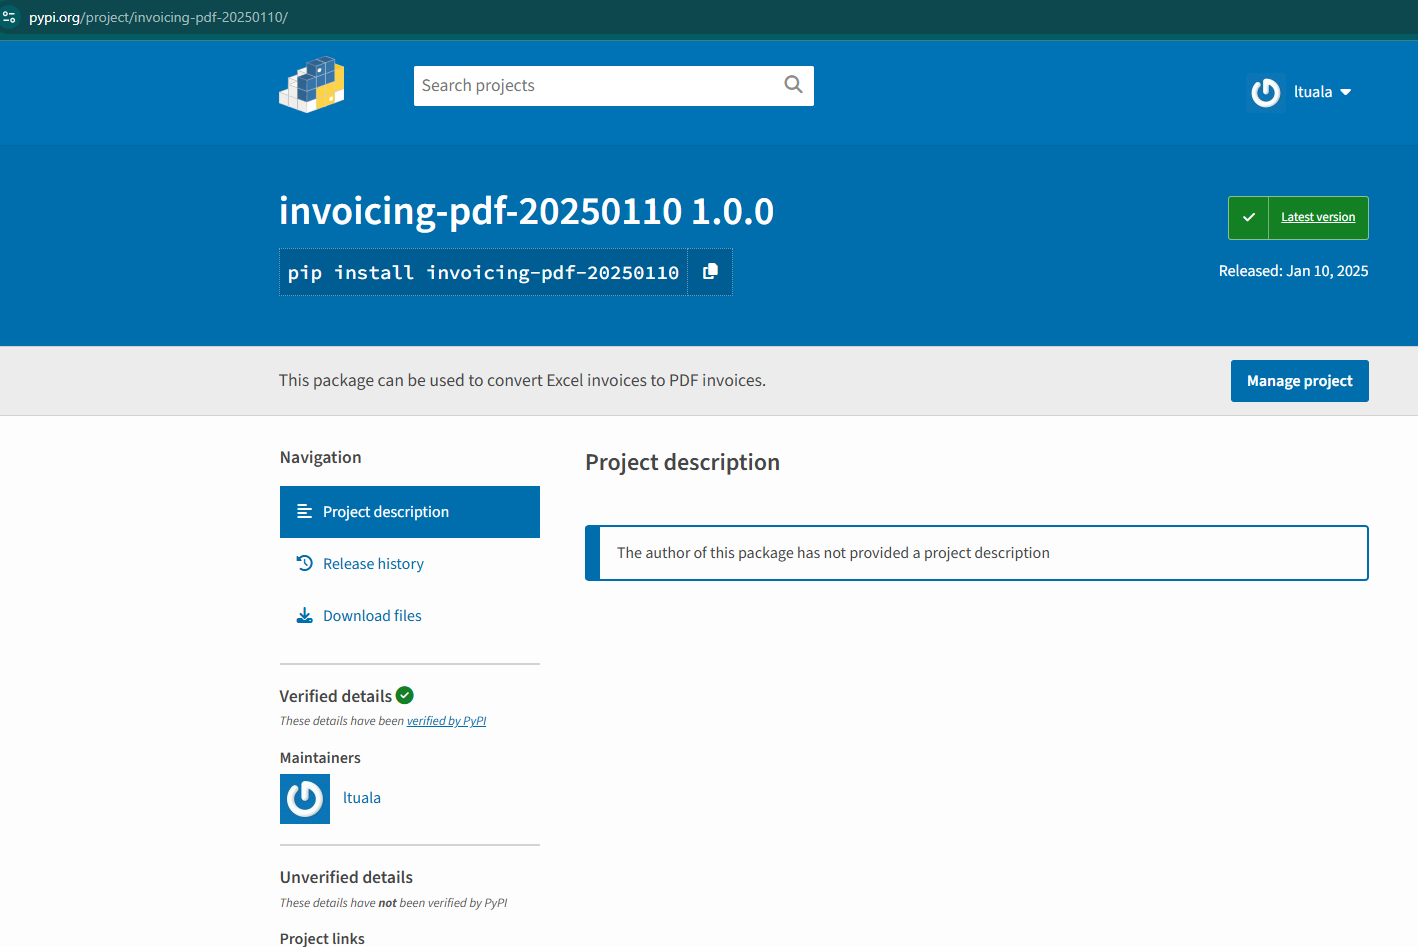 pypi.org/project/invoicing-pdf-20250110/
Search projects
ltuala
invoicing-pdf-20250110 1.0.0
pip install invoicing-pdf-20250110
Latest version
Released: Jan 10, 2025
This package can be used to convert Excel invoices to PDF invoices.
Manage project
Navigation
Project description
Release history
Download files
Project description
The author of this package has not provided a project description
Verified details
These details have been verified by PyPI
Maintainers
ltuala
Unverified details
These details have not been verified by PyPI
Project links